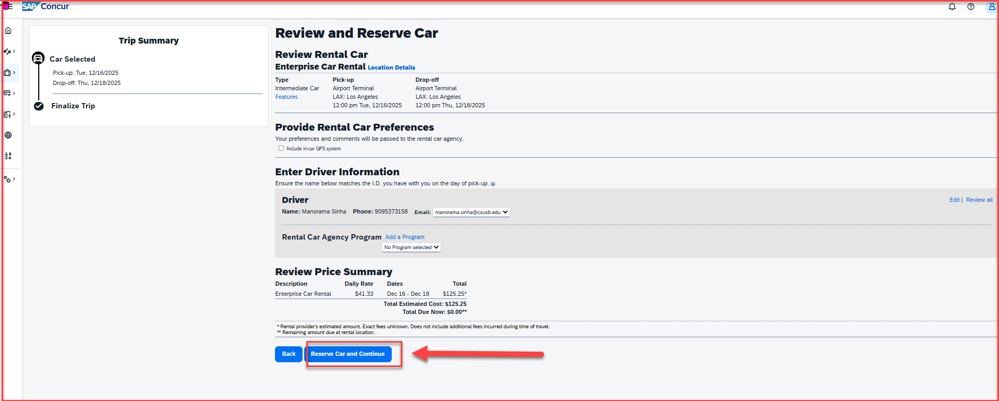 SAP Concur
Trip Summary
Car Selected
Pick-up: Tue, 12/16/2025
Drop-off: Thu, 12/18/2025
Finalize Trip
Review and Reserve Car
Review Rental Car
Enterprise Car Rental Location Details
Type Pick-up Drop-off
Intermediate Car Airport Terminal Airport Terminal
Features LAX: Los Angeles LAX: Los Angeles
12:00 pm Tue, 12/16/2025 12:00 pm Thu, 12/18/2025
Provide Rental Car Preferences
Your preferences and comments will be passed to the rental car agency.
Include in-car GPS system
Enter Driver Information
Ensure the name below matches the I.D. you have with you on the day of pick-up.
Driver Edit | Review all
Name: Manorama Sinha Phone: 9095373158 Email: manorama.sinha@csusb.edu
Rental Car Agency Program Add a Program
No Program selected
Review Price Summary
Description Daily Rate Dates Total
Enterprise Car Rental $41.33 Dec 16 - Dec 18 $125.25*
Total Estimated Cost: $125.25
Total Due Now: $0.00**
* Rental provider's estimated amount. Exact fees unknown. Does not include additional fees incurred during time of travel.
** Remaining amount due at rental location.
Back Reserve Car and Continue